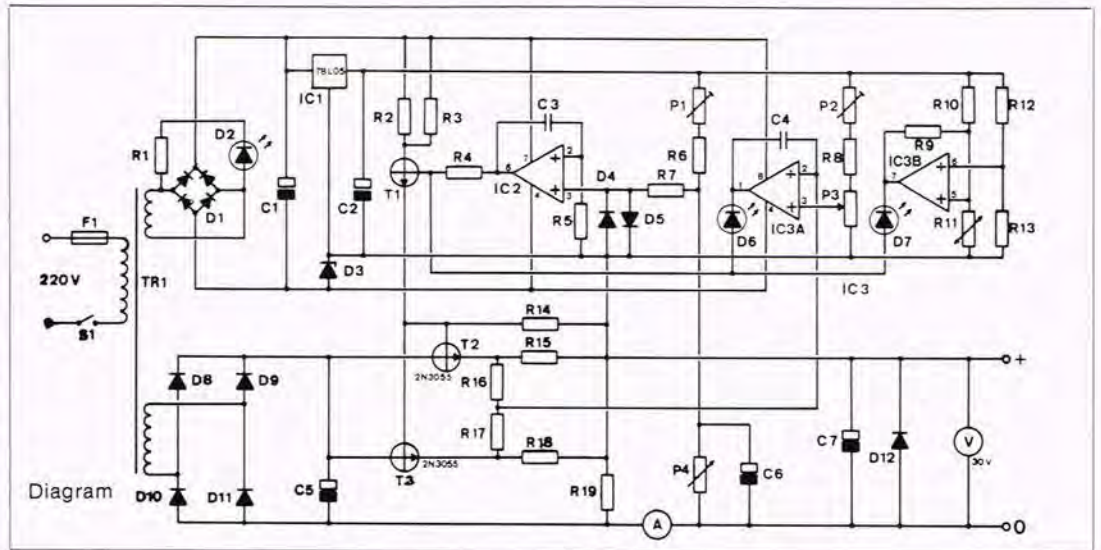 78L05
IC1
C3
P1
P2
R10
R12
D2
R2
R3
C4
R1
R4
R6
R9
6
7
2
IC2
3
4
D4
R7
R8
IC3B
6
7
5
1
8
2
3
4
T1
D1
C1
C2
R5
D5
P3
R11
R13
F1
D6
IC3A
D7
220V
TR1
D3
IC3
S1
R14
T2
R15
+
D8
D9
2N3055
R16
R17
R18
C7
V
30V
2N3055
P4
D12
Diagram
D10
D11
C5
T3
R19
C6
A
0